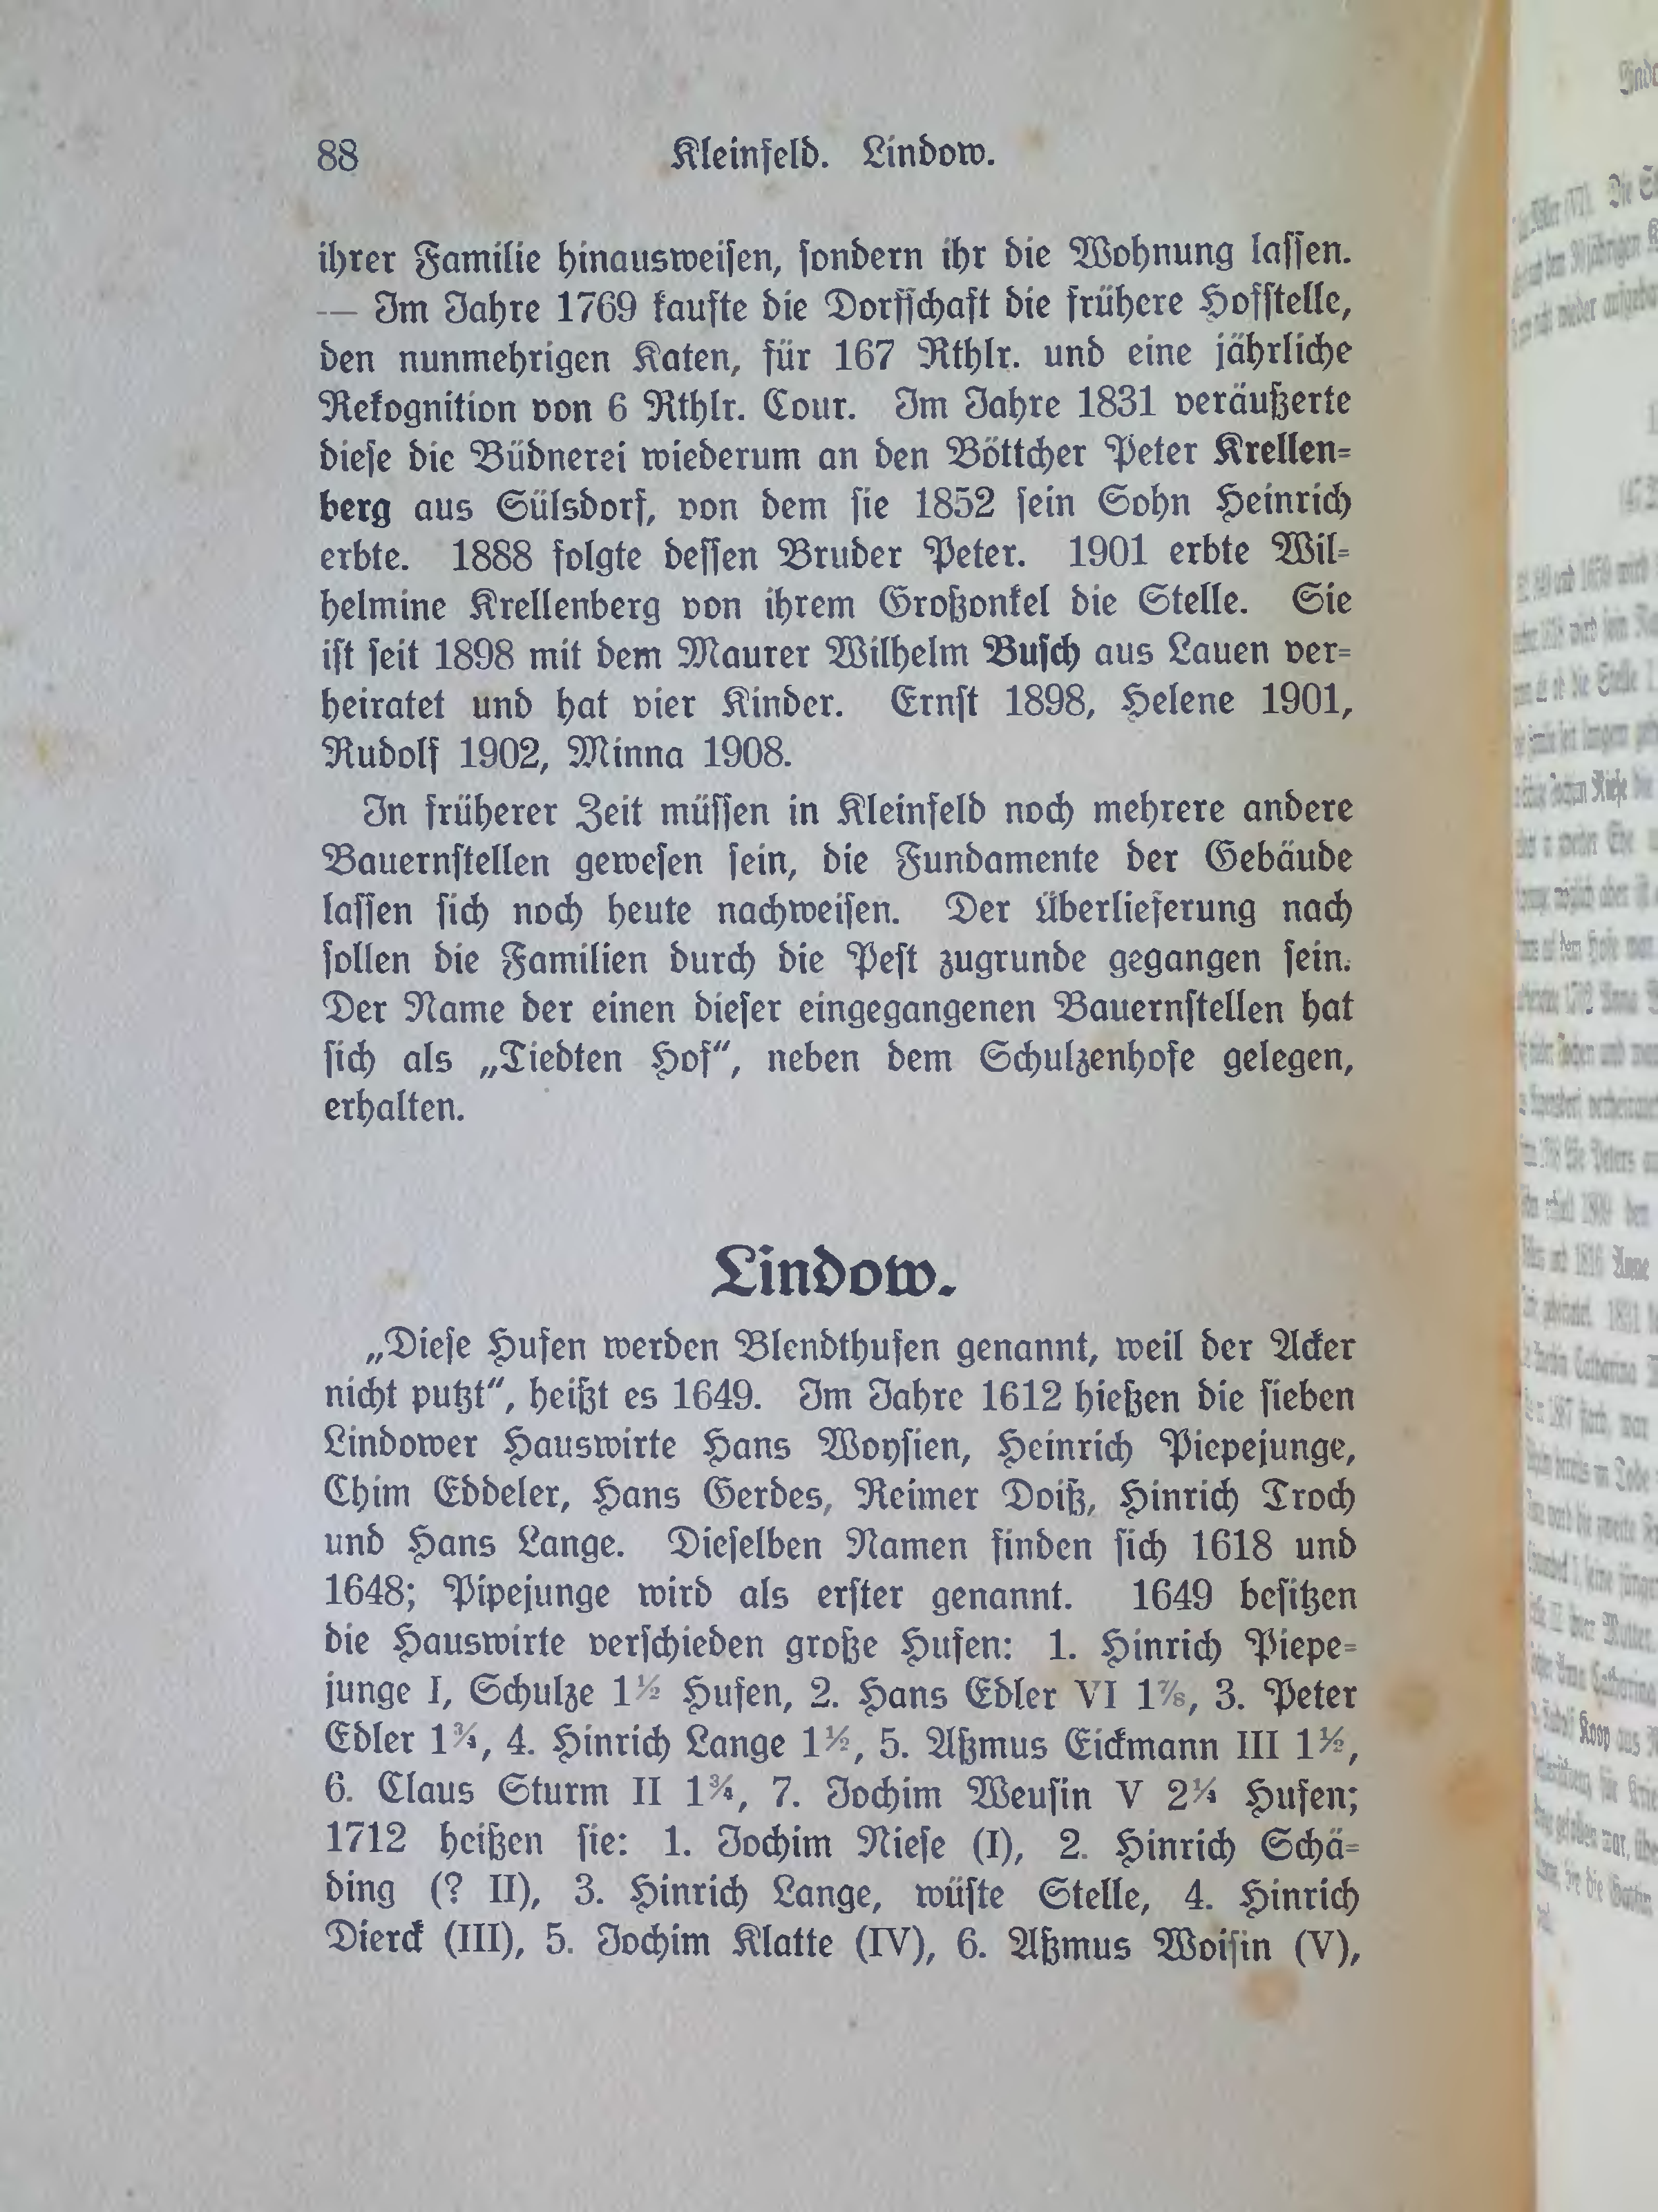 88 Kleinfeld. Lindow.
ihrer Familie hinausweisen, sondern ihr die Wohnung lassen.
— Im Jahre 1769 kaufte die Dorfschaft die frühere Hofstelle,
den nunmehrigen Katen, für 167 Rthlr. und eine jährliche
Rekognition von 6 Rthlr. Cour. Im Jahre 1831 veräußerte
diese die Büdnerei wiederum an den Böttcher Peter Krellen-
berg aus Sülsdorf, von dem sie 1852 sein Sohn Heinrich
erbte. 1888 folgte dessen Bruder Peter. 1901 erbte Wil-
helmine Krellenberg von ihrem Großonkel die Stelle. Sie
ist seit 1898 mit dem Maurer Wilhelm Busch aus Lauen ver-
heiratet und hat vier Kinder. Ernst 1898, Helene 1901,
Rudolf 1902, Minna 1908.
In früherer Zeit müssen in Kleinfeld noch mehrere andere
Bauernstellen gewesen sein, die Fundamente der Gebäude
lassen sich noch heute nachweisen. Der Überlieferung nach
sollen die Familien durch die Pest zugrunde gegangen sein.
Der Name der einen dieser eingegangenen Bauernstellen hat
sich als „Tiedten Hof“, neben dem Schulzenhofe gelegen,
erhalten.
Lindow.
„Diese Hufen werden Blendthufen genannt, weil der Acker
nicht putzt“, heißt es 1649. Im Jahre 1612 hießen die sieben
Lindower Hauswirte Hans Woysien, Heinrich Piepejunge,
Chim Eddeler, Hans Gerdes, Reimer Doiß, Hinrich Troch
und Hans Lange. Dieselben Namen finden sich 1618 und
1648; Pipejunge wird als erster genannt. 1649 besitzen
die Hauswirte verschieden große Hufen: 1. Hinrich Piepe-
junge I, Schulze 1½ Hufen, 2. Hans Edler VI 1⅞, 3. Peter
Edler 1¾, 4. Hinrich Lange 1½, 5. Aßmus Eickmann III 1½,
6. Claus Sturm II 1¾, 7. Jochim Weusin V 2¼ Hufen;
1712 heißen sie: 1. Jochim Niese (I), 2. Hinrich Schä-
ding (? II), 3. Hinrich Lange, wüste Stelle, 4. Hinrich
Dierck (III), 5. Jochim Klatte (IV), 6. Aßmus Woisin (V),